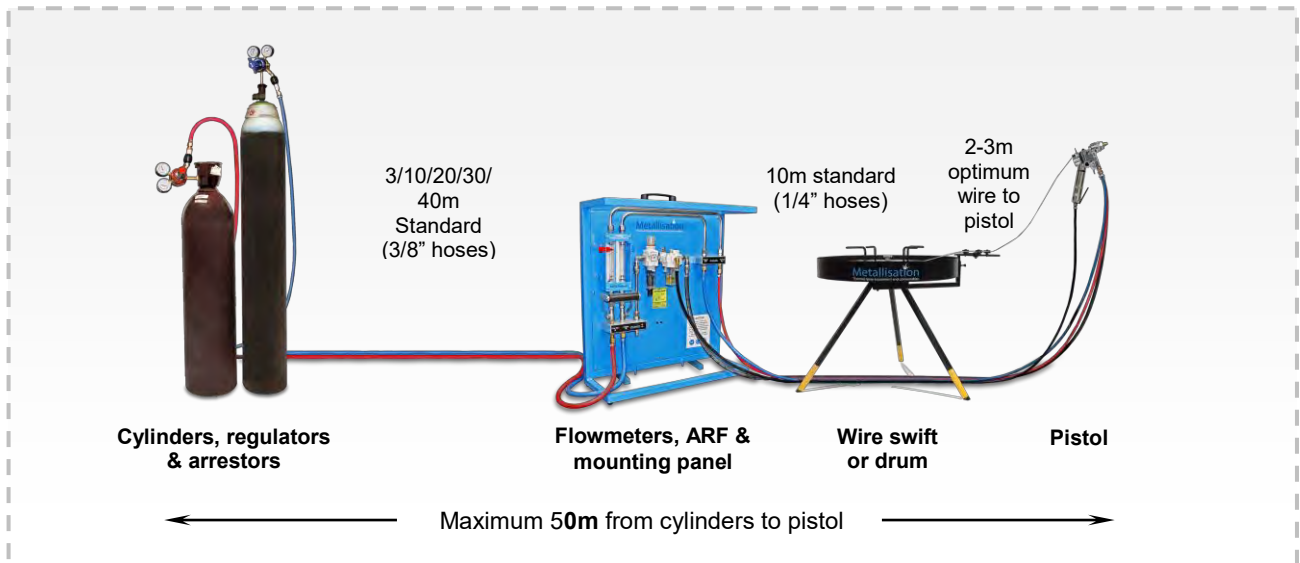 3/10/20/30/
40m
Standard
(3/8” hoses)
10m standard
(1/4” hoses)
2-3m
optimum
wire to
pistol
Metallisation
Metallisation
Cylinders, regulators
& arrestors
Flowmeters, ARF &
mounting panel
Wire swift
or drum
Pistol
Maximum 50m from cylinders to pistol